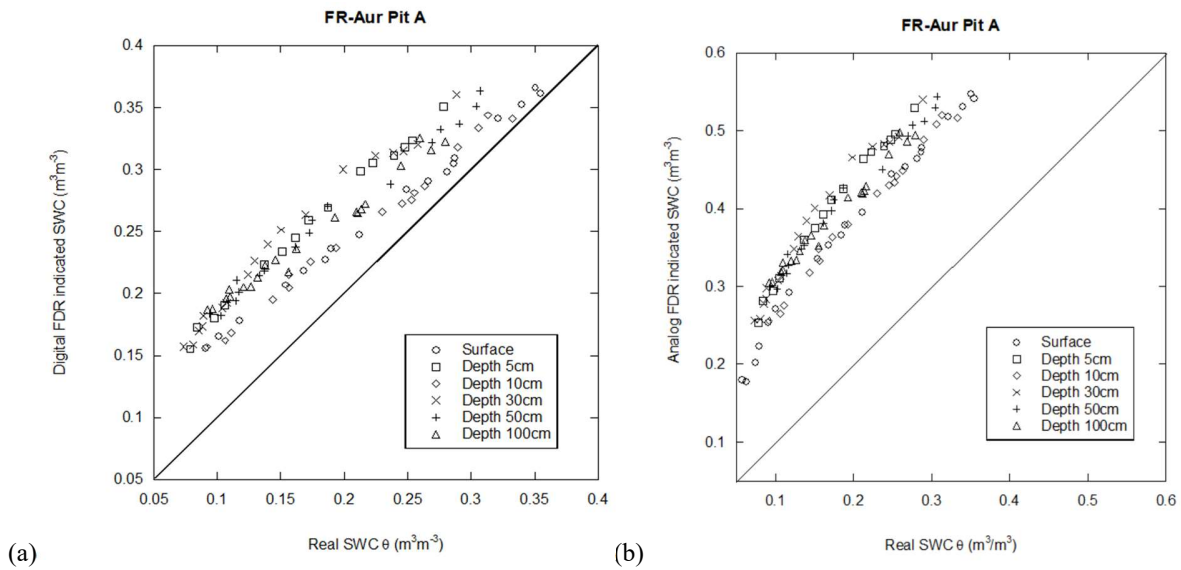 FR-Aur Pit A
Digital FDR indicated SWC (m³m⁻³)
0.4
0.35
0.3
0.25
0.2
0.15
0.1
0.05
Surface
Depth 5cm
Depth 10cm
Depth 30cm
Depth 50cm
Depth 100cm
0.05 0.1 0.15 0.2 0.25 0.3 0.35 0.4
Real SWC θ (m³m⁻³)
(a)
FR-Aur Pit A
Analog FDR indicated SWC (m³m⁻³)
0.6
0.5
0.4
0.3
0.2
0.1
Surface
Depth 5cm
Depth 10cm
Depth 30cm
Depth 50cm
Depth 100cm
0.1 0.2 0.3 0.4 0.5 0.6
Real SWC θ (m³/m³)
(b)